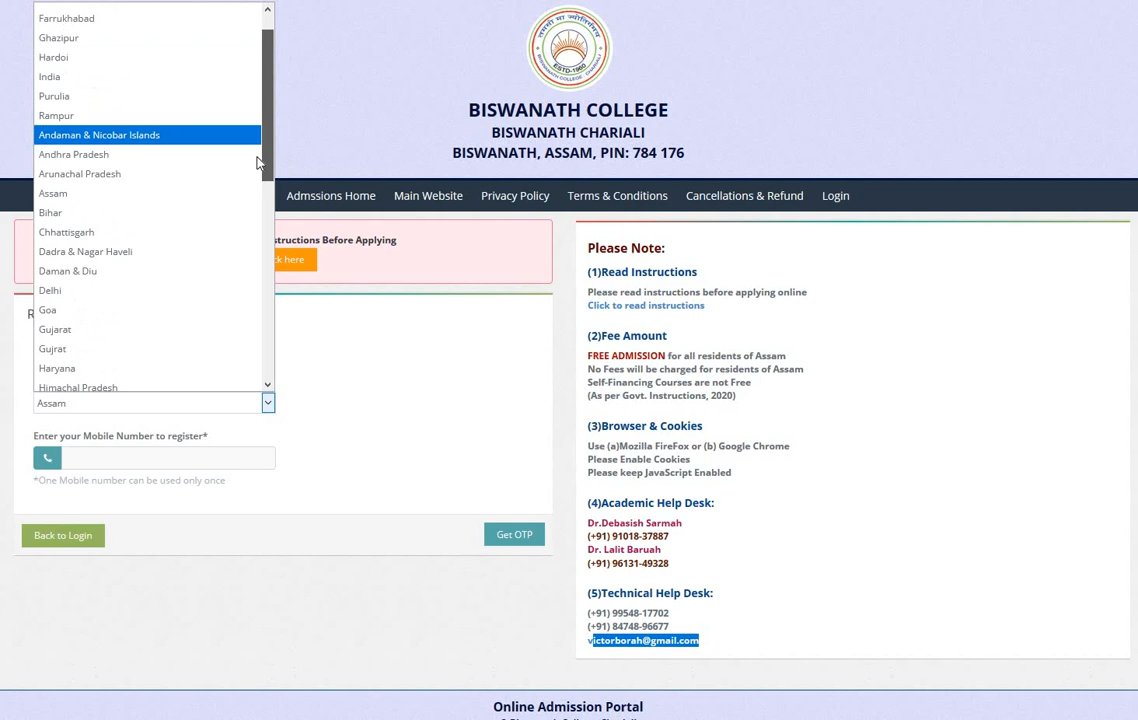 Farrukhabad
Ghazipur
Hardoi
India
Purulia
Rampur
Andaman & Nicobar Islands
Andhra Pradesh
Arunachal Pradesh
Assam
Bihar
Chhattisgarh
Dadra & Nagar Haveli
Daman & Diu
Delhi
Goa
Gujarat
Gujrat
Haryana
Himachal Pradesh
Assam
Enter your Mobile Number to register*
*One Mobile number can be used only once
Back to Login
Get OTP
तमसो मा ज्योतिर्गमय
ESTD-1960
BISWANATH COLLEGE CHARIALI
BISWANATH COLLEGE
BISWANATH CHARIALI
BISWANATH, ASSAM, PIN: 784 176
Admssions Home
Main Website
Privacy Policy
Terms & Conditions
Cancellations & Refund
Login
structions Before Applying
ck here
R
Please Note:
(1)Read Instructions
Please read instructions before applying online
Click to read instructions
(2)Fee Amount
FREE ADMISSION for all residents of Assam
No Fees will be charged for residents of Assam
Self-Financing Courses are not Free
(As per Govt. Instructions, 2020)
(3)Browser & Cookies
Use (a)Mozilla FireFox or (b) Google Chrome
Please Enable Cookies
Please keep JavaScript Enabled
(4)Academic Help Desk:
Dr.Debasish Sarmah
(+91) 91018-37887
Dr. Lalit Baruah
(+91) 96131-49328
(5)Technical Help Desk:
(+91) 99548-17702
(+91) 84748-96677
victorborah@gmail.com
Online Admission Portal